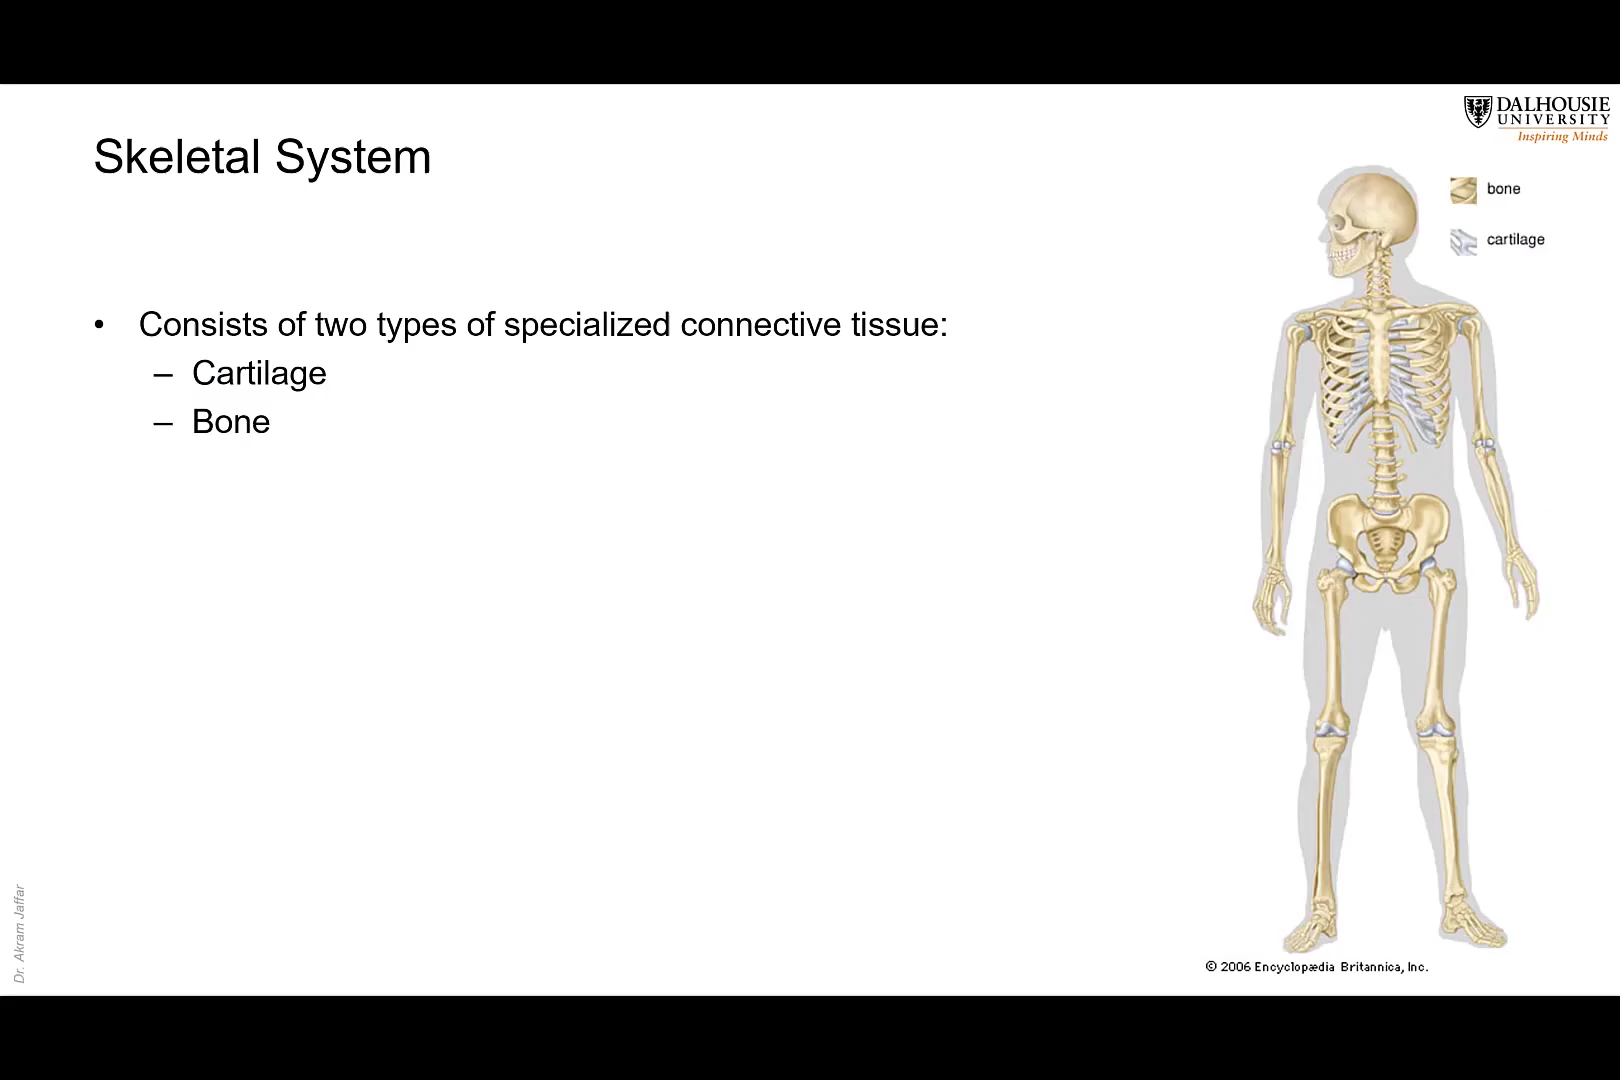 DALHOUSIE
UNIVERSITY
Inspiring Minds
Skeletal System
bone
cartilage
• Consists of two types of specialized connective tissue:
– Cartilage
– Bone
Dr. Akram Jaffar
© 2006 Encyclopædia Britannica, Inc.